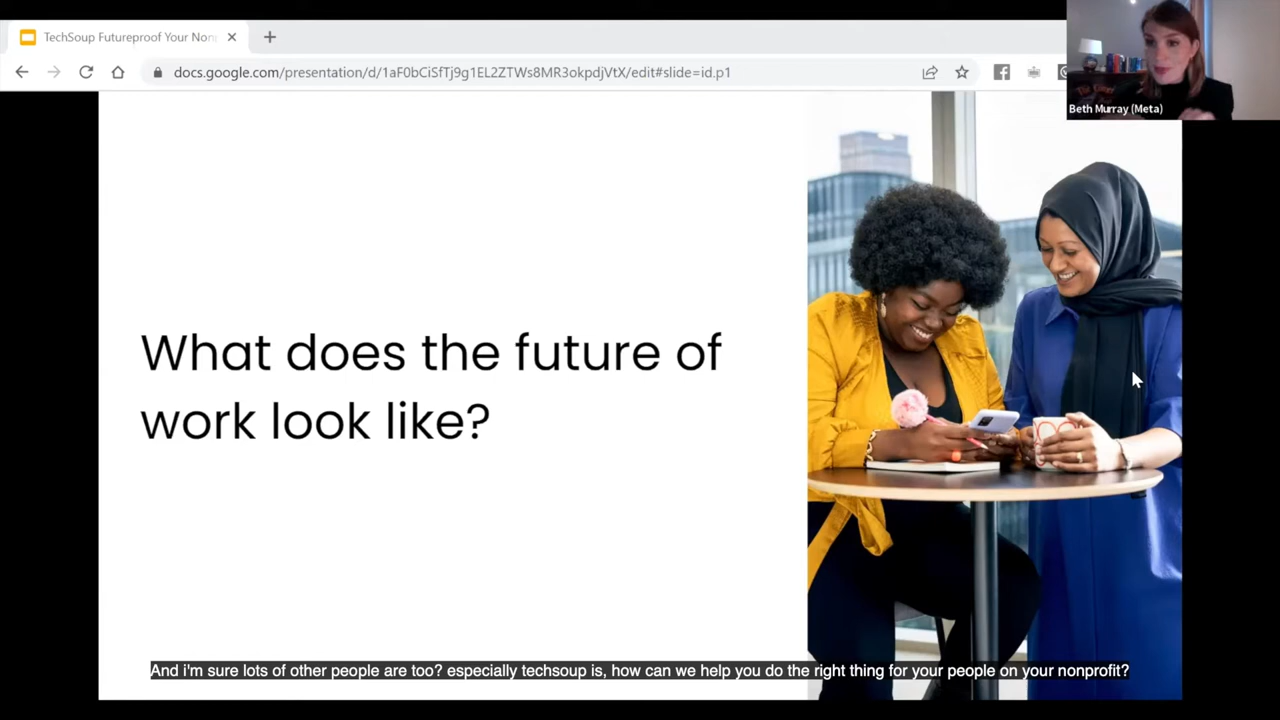 TechSoup Futureproof Your Non
docs.google.com/presentation/d/1aF0bCiSfTj9g1EL2ZTWs8MR3okpdjVtX/edit#slide=id.p1
Beth Murray (Meta)
What does the future of
work look like?
And i'm sure lots of other people are too? especially techsoup is, how can we help you do the right thing for your people on your nonprofit?